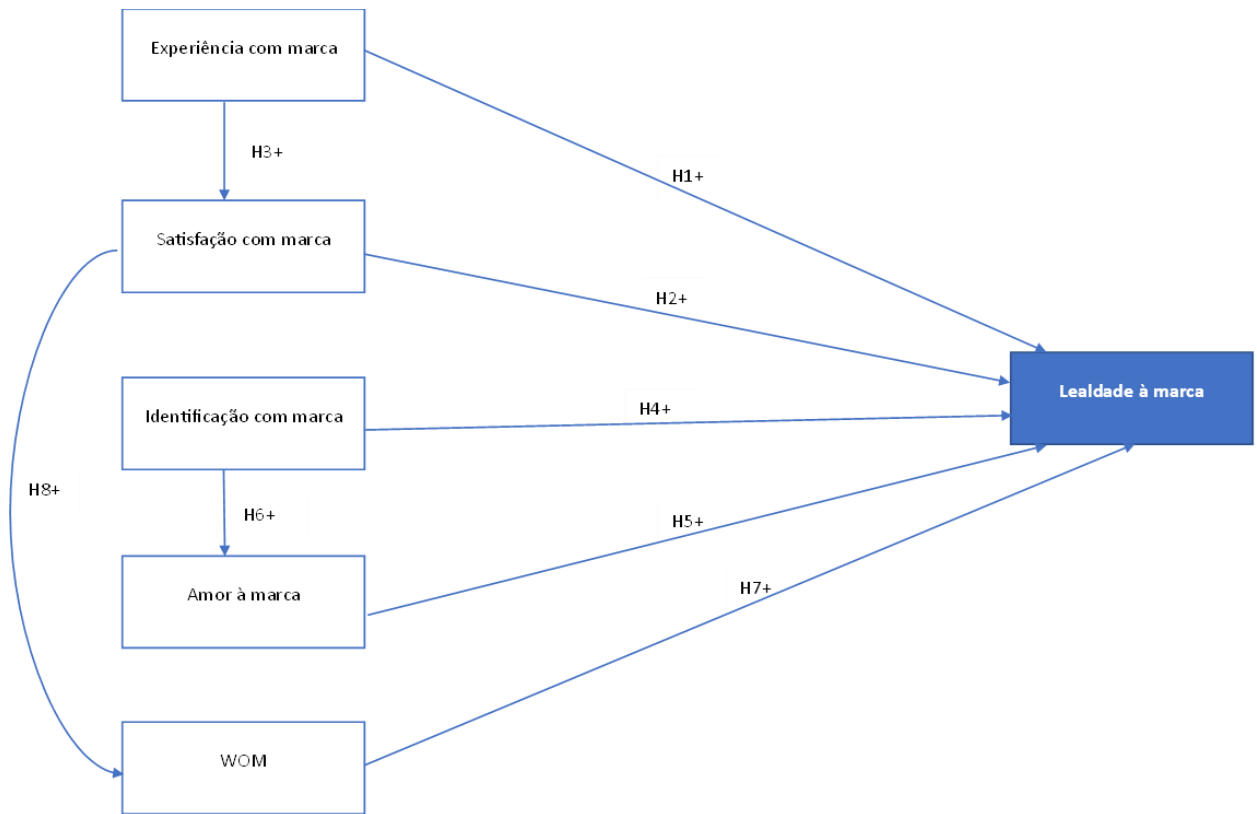 Experiência com marca
H3+
H1+
Satisfação com marca
H2+
Lealdade à marca
Identificação com marca
H4+
H8+
H6+
H5+
Amor à marca
H7+
WOM